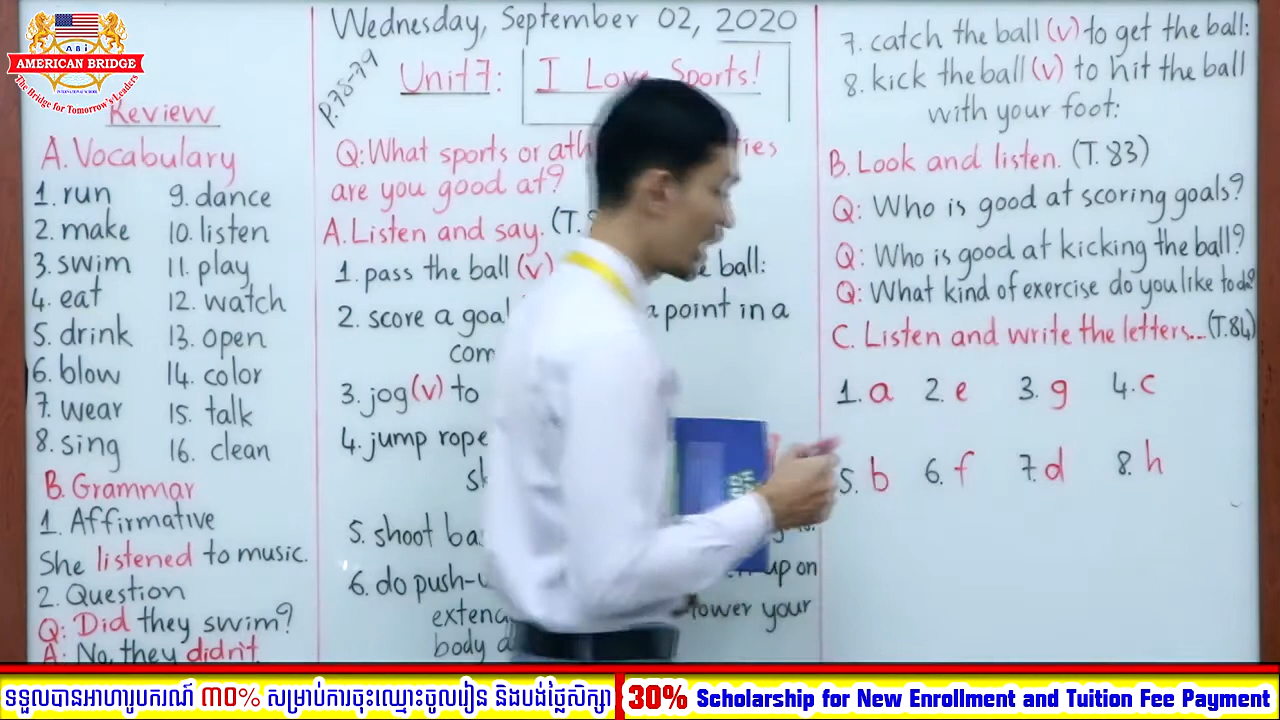 A B i
AMERICAN BRIDGE
INTERNATIONAL SCHOOL
The Bridge for Tomorrow's Leaders
Review
A. Vocabulary
1. run 9. dance
2. make 10. listen
3. swim 11. play
4. eat 12. watch
5. drink 13. open
6. blow 14. color
7. wear 15. talk
8. sing 16. clean
B. Grammar
1. Affirmative
She listened to music.
2. Question
Q: Did they swim?
A: No, they didn't.
Wednesday, September 02, 2020
P.78-79
Unit 7: I Love Sports!
Q: What sports or
are you good at?
A. Listen and say. (T.
1. pass the ball (v) ball:
2. score a goal a point in a
3. jog (v) to
4. jump rope
5. shoot
6. do up on
lower your
body
7. catch the ball (v) to get the ball:
8. kick the ball (v) to hit the ball
with your foot:
B. Look and listen. (T. 83)
Q: Who is good at scoring goals?
Q: Who is good at kicking the ball?
Q: What kind of exercise do you like to do?
C. Listen and write the letters... (T.84)
1. a 2. e 3. g 4. c
5. b 6. f 7. d 8. h
ទទួលបានអាហារូបករណ៍ ៣០% សម្រាប់ការចុះឈ្មោះចូលរៀន និងបង់ថ្លៃសិក្សា
30% Scholarship for New Enrollment and Tuition Fee Payment